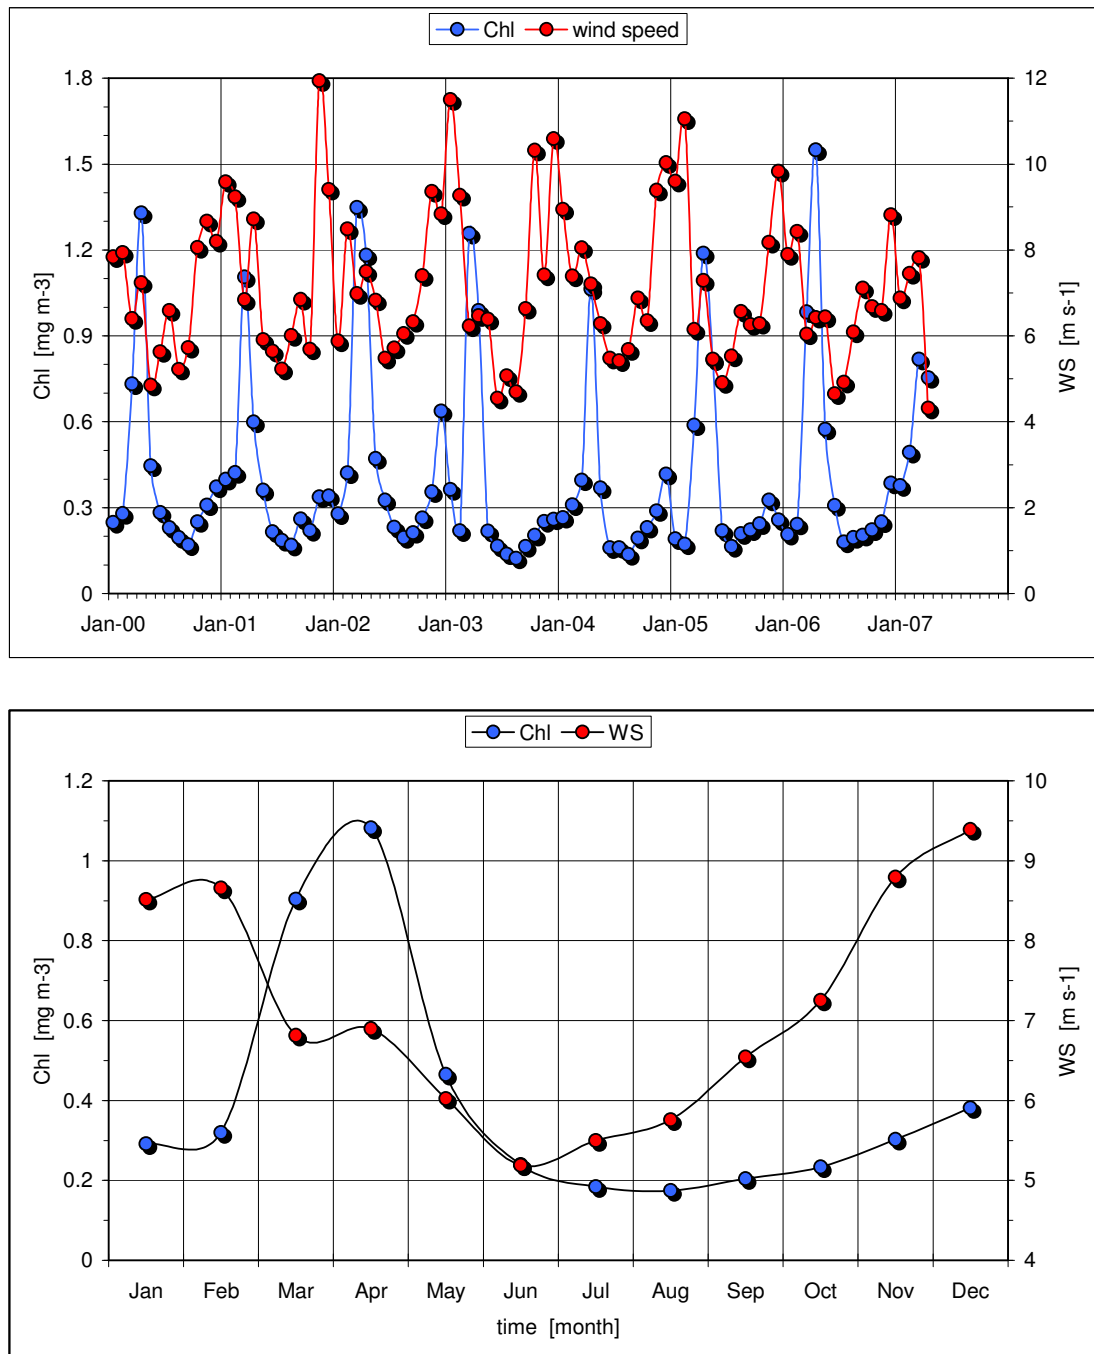 Chl wind speed
1.8 12
1.5 10
1.2 8
0.9 6
0.6 4
0.3 2
0 0
Chl [mg m-3]
WS [m s-1]
Jan-00 Jan-01 Jan-02 Jan-03 Jan-04 Jan-05 Jan-06 Jan-07
Chl WS
1.2 10
1 9
0.8 8
0.6 7
0.4 6
0.2 5
0 4
Chl [mg m-3]
WS [m s-1]
Jan Feb Mar Apr May Jun Jul Aug Sep Oct Nov Dec
time [month]